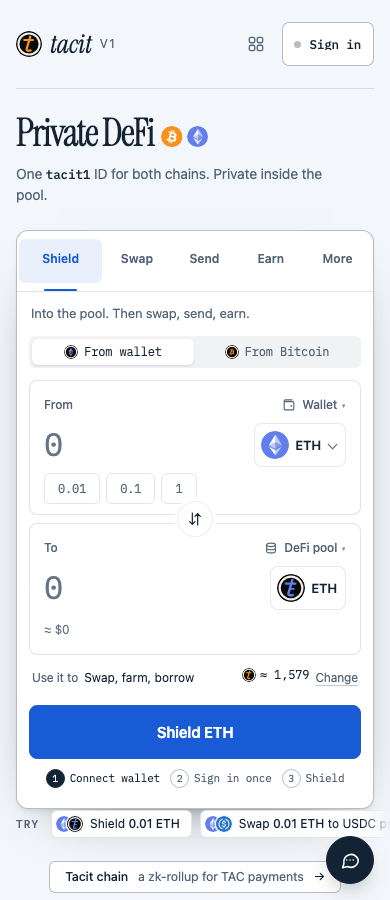 tacit V1
Sign in
Private DeFi
One tacit1 ID for both chains. Private inside the
pool.
Shield Swap Send Earn More
Into the pool. Then swap, send, earn.
From wallet From Bitcoin
From Wallet
0 ETH
0.01 0.1 1
To DeFi pool
0 ETH
≈ $0
Use it to Swap, farm, borrow ≈ 1,579 Change
Shield ETH
1 Connect wallet 2 Sign in once 3 Shield
TRY Shield 0.01 ETH Swap 0.01 ETH to USDC
Tacit chain a zk-rollup for TAC payments →